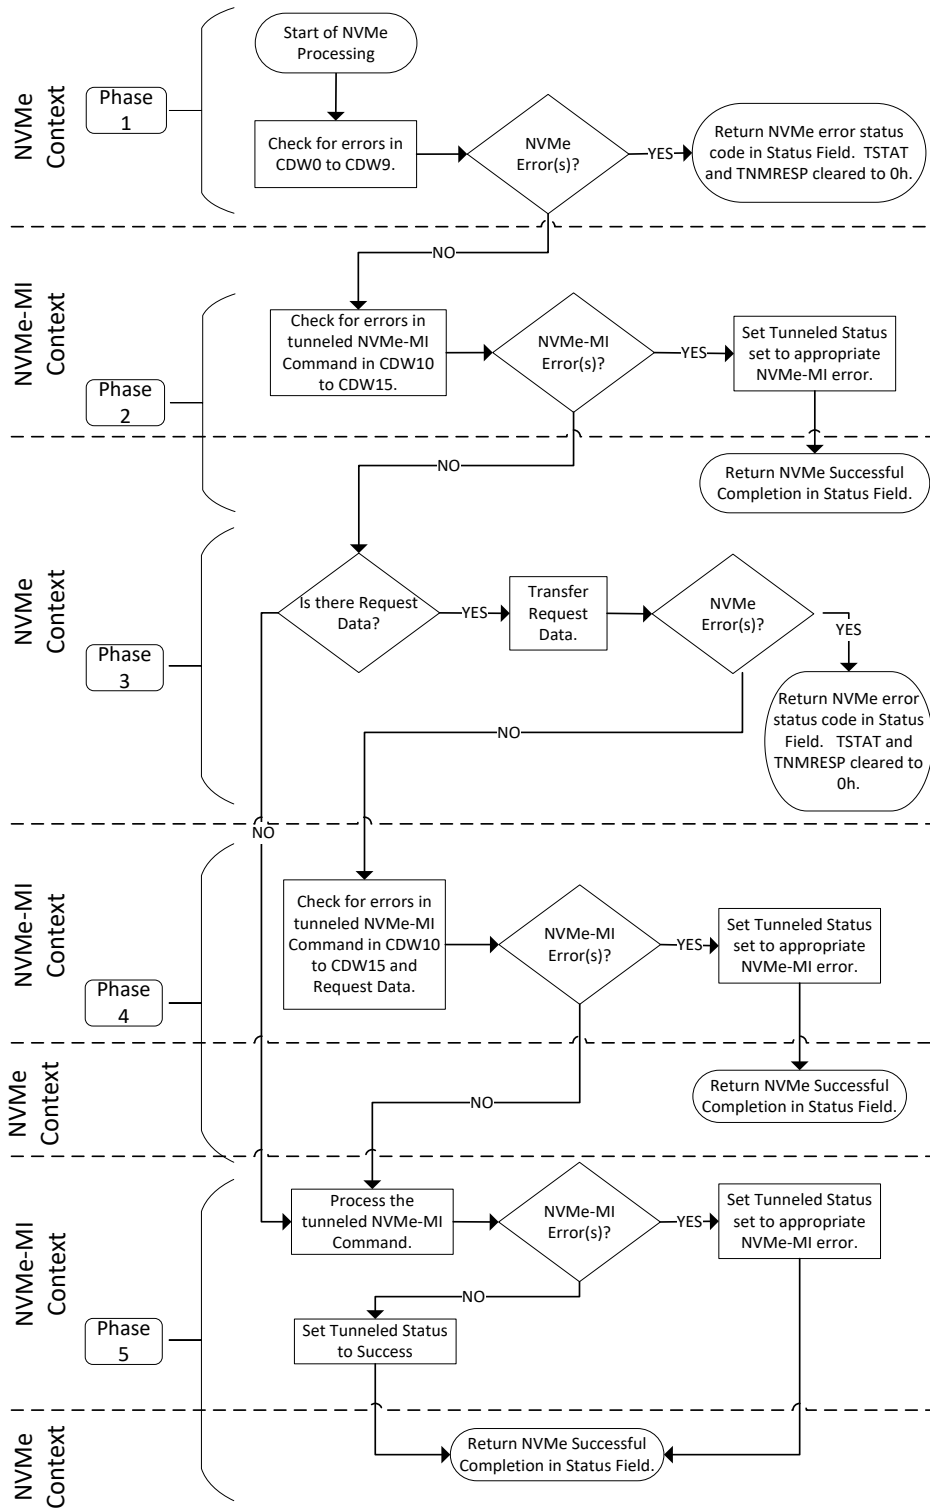 NVMe
Context
Phase
1
Start of NVMe
Processing
Check for errors in
CDW0 to CDW9.
NVMe
Error(s)?
YES
Return NVMe error status
code in Status Field.  TSTAT
and TNMRESP cleared to 0h.
NO
NVMe-MI
Context
Phase
2
Check for errors in
tunneled NVMe-MI
Command in CDW10
to CDW15.
NVMe-MI
Error(s)?
YES
Set Tunneled Status
set to appropriate
NVMe-MI error.
NO
Return NVMe Successful
Completion in Status Field.
NVMe
Context
Phase
3
Is there Request
Data?
YES
Transfer
Request
Data.
NVMe
Error(s)?
YES
Return NVMe error
status code in Status
Field.  TSTAT and
TNMRESP cleared to
0h.
NO
NO
NVMe-MI
Context
Phase
4
Check for errors in
tunneled NVMe-MI
Command in CDW10
to CDW15 and
Request Data.
NVMe-MI
Error(s)?
YES
Set Tunneled Status
set to appropriate
NVMe-MI error.
NVMe
Context
NO
Return NVMe Successful
Completion in Status Field.
NVMe-MI
Context
Phase
5
Process the
tunneled NVMe-MI
Command.
NVMe-MI
Error(s)?
YES
Set Tunneled Status
set to appropriate
NVMe-MI error.
NO
Set Tunneled Status
to Success
NVMe
Context
Return NVMe Successful
Completion in Status Field.